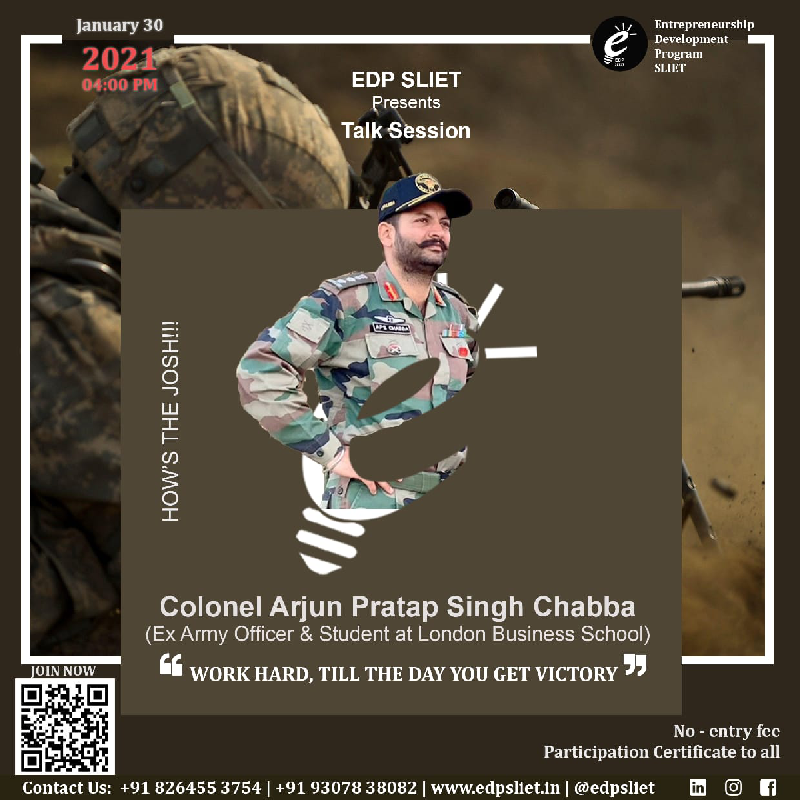 January 30
2021
04:00 PM
Entrepreneurship
Development
Program
SLIET
e
EDP
EDP SLIET
Presents
Talk Session
APS CHABBA
HOW'S THE JOSH!!!
Colonel Arjun Pratap Singh Chabba
(Ex Army Officer & Student at London Business School)
❝ WORK HARD, TILL THE DAY YOU GET VICTORY ❞
JOIN NOW
No - entry fee
Participation Certificate to all
Contact Us: +91 826455 3754 | +91 93078 38082 | www.edpsliet.in | @edpsliet